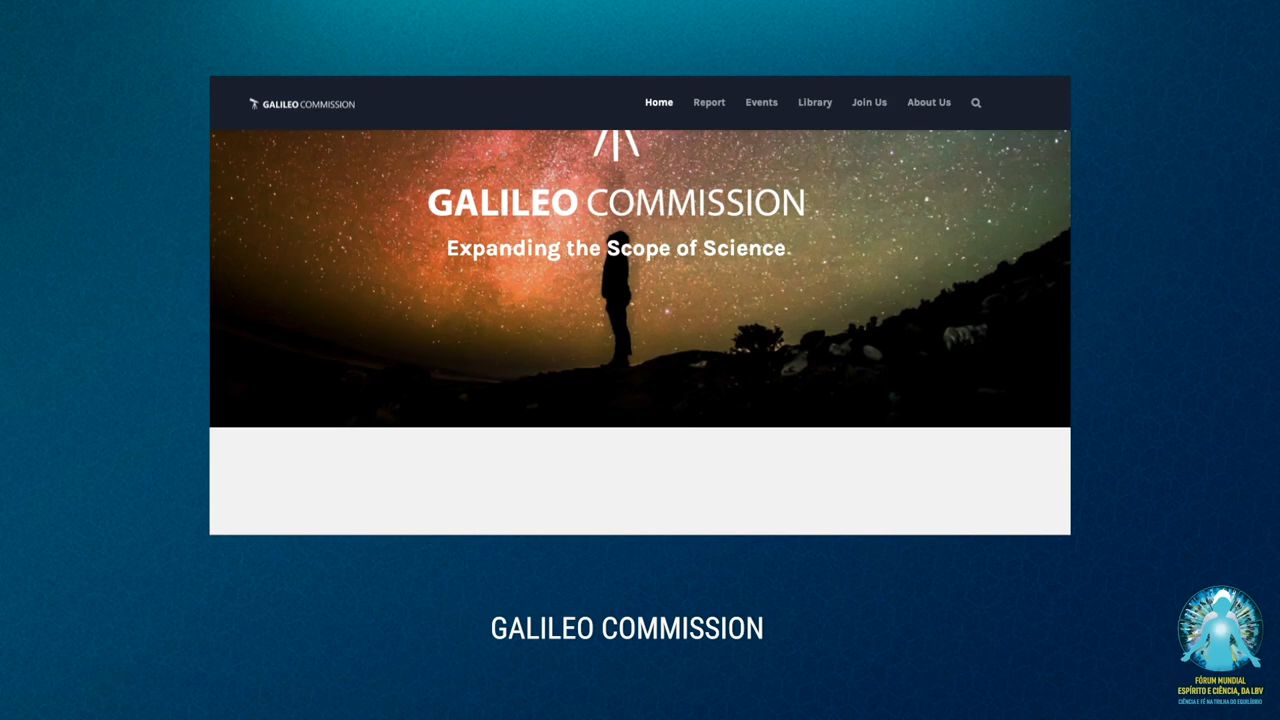 GALILEO COMMISSION
Home Report Events Library Join Us About Us
GALILEO COMMISSION
Expanding the Scope of Science.
GALILEO COMMISSION
FÓRUM MUNDIAL
ESPÍRITO E CIÊNCIA, DA LBV
CIÊNCIA E FÉ NA TRILHA DO EQUILÍBRIO